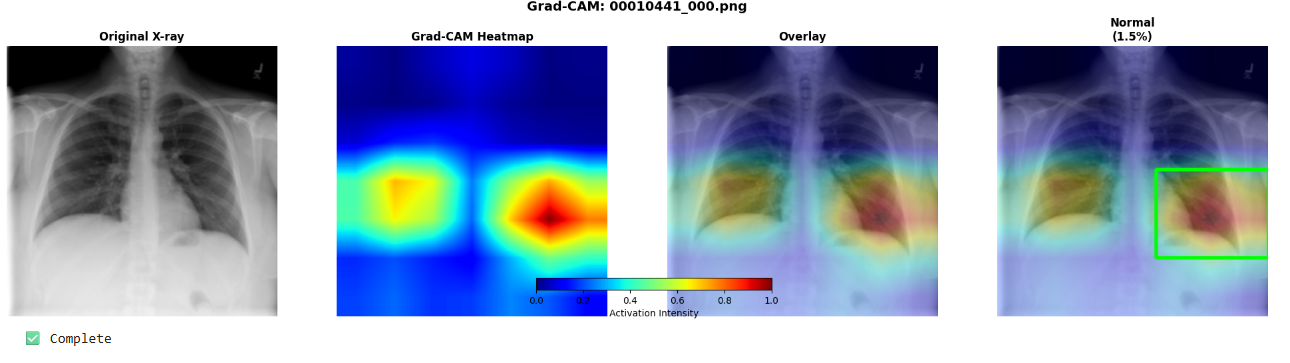 Grad-CAM: 00010441_000.png
Original X-ray
Grad-CAM Heatmap
Overlay
Normal
(1.5%)
L
L
L
0.0 0.2 0.4 0.6 0.8 1.0
Activation Intensity
✅ Complete